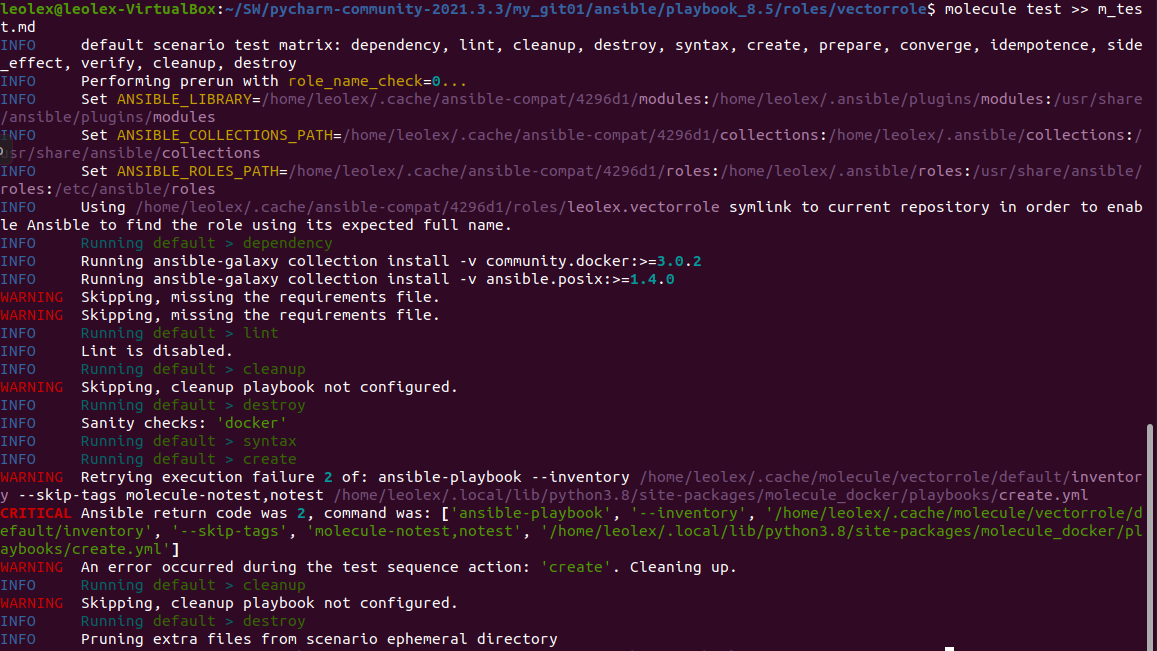 leolex@leolex-VirtualBox:~/SW/pycharm-community-2021.3.3/my_git01/ansible/playbook_8.5/roles/vectorrole$ molecule test >> m_tes
t.md
INFO     default scenario test matrix: dependency, lint, cleanup, destroy, syntax, create, prepare, converge, idempotence, side
_effect, verify, cleanup, destroy
INFO     Performing prerun with role_name_check=0...
INFO     Set ANSIBLE_LIBRARY=/home/leolex/.cache/ansible-compat/4296d1/modules:/home/leolex/.ansible/plugins/modules:/usr/share
/ansible/plugins/modules
INFO     Set ANSIBLE_COLLECTIONS_PATH=/home/leolex/.cache/ansible-compat/4296d1/collections:/home/leolex/.ansible/collections:/
usr/share/ansible/collections
INFO     Set ANSIBLE_ROLES_PATH=/home/leolex/.cache/ansible-compat/4296d1/roles:/home/leolex/.ansible/roles:/usr/share/ansible/
roles:/etc/ansible/roles
INFO     Using /home/leolex/.cache/ansible-compat/4296d1/roles/leolex.vectorrole symlink to current repository in order to enab
le Ansible to find the role using its expected full name.
INFO     Running default > dependency
INFO     Running ansible-galaxy collection install -v community.docker:>=3.0.2
INFO     Running ansible-galaxy collection install -v ansible.posix:>=1.4.0
WARNING  Skipping, missing the requirements file.
WARNING  Skipping, missing the requirements file.
INFO     Running default > lint
INFO     Lint is disabled.
INFO     Running default > cleanup
WARNING  Skipping, cleanup playbook not configured.
INFO     Running default > destroy
INFO     Sanity checks: 'docker'
INFO     Running default > syntax
INFO     Running default > create
WARNING  Retrying execution failure 2 of: ansible-playbook --inventory /home/leolex/.cache/molecule/vectorrole/default/inventor
y --skip-tags molecule-notest,notest /home/leolex/.local/lib/python3.8/site-packages/molecule_docker/playbooks/create.yml
CRITICAL Ansible return code was 2, command was: ['ansible-playbook', '--inventory', '/home/leolex/.cache/molecule/vectorrole/d
efault/inventory', '--skip-tags', 'molecule-notest,notest', '/home/leolex/.local/lib/python3.8/site-packages/molecule_docker/pl
aybooks/create.yml']
WARNING  An error occurred during the test sequence action: 'create'. Cleaning up.
INFO     Running default > cleanup
WARNING  Skipping, cleanup playbook not configured.
INFO     Running default > destroy
INFO     Pruning extra files from scenario ephemeral directory